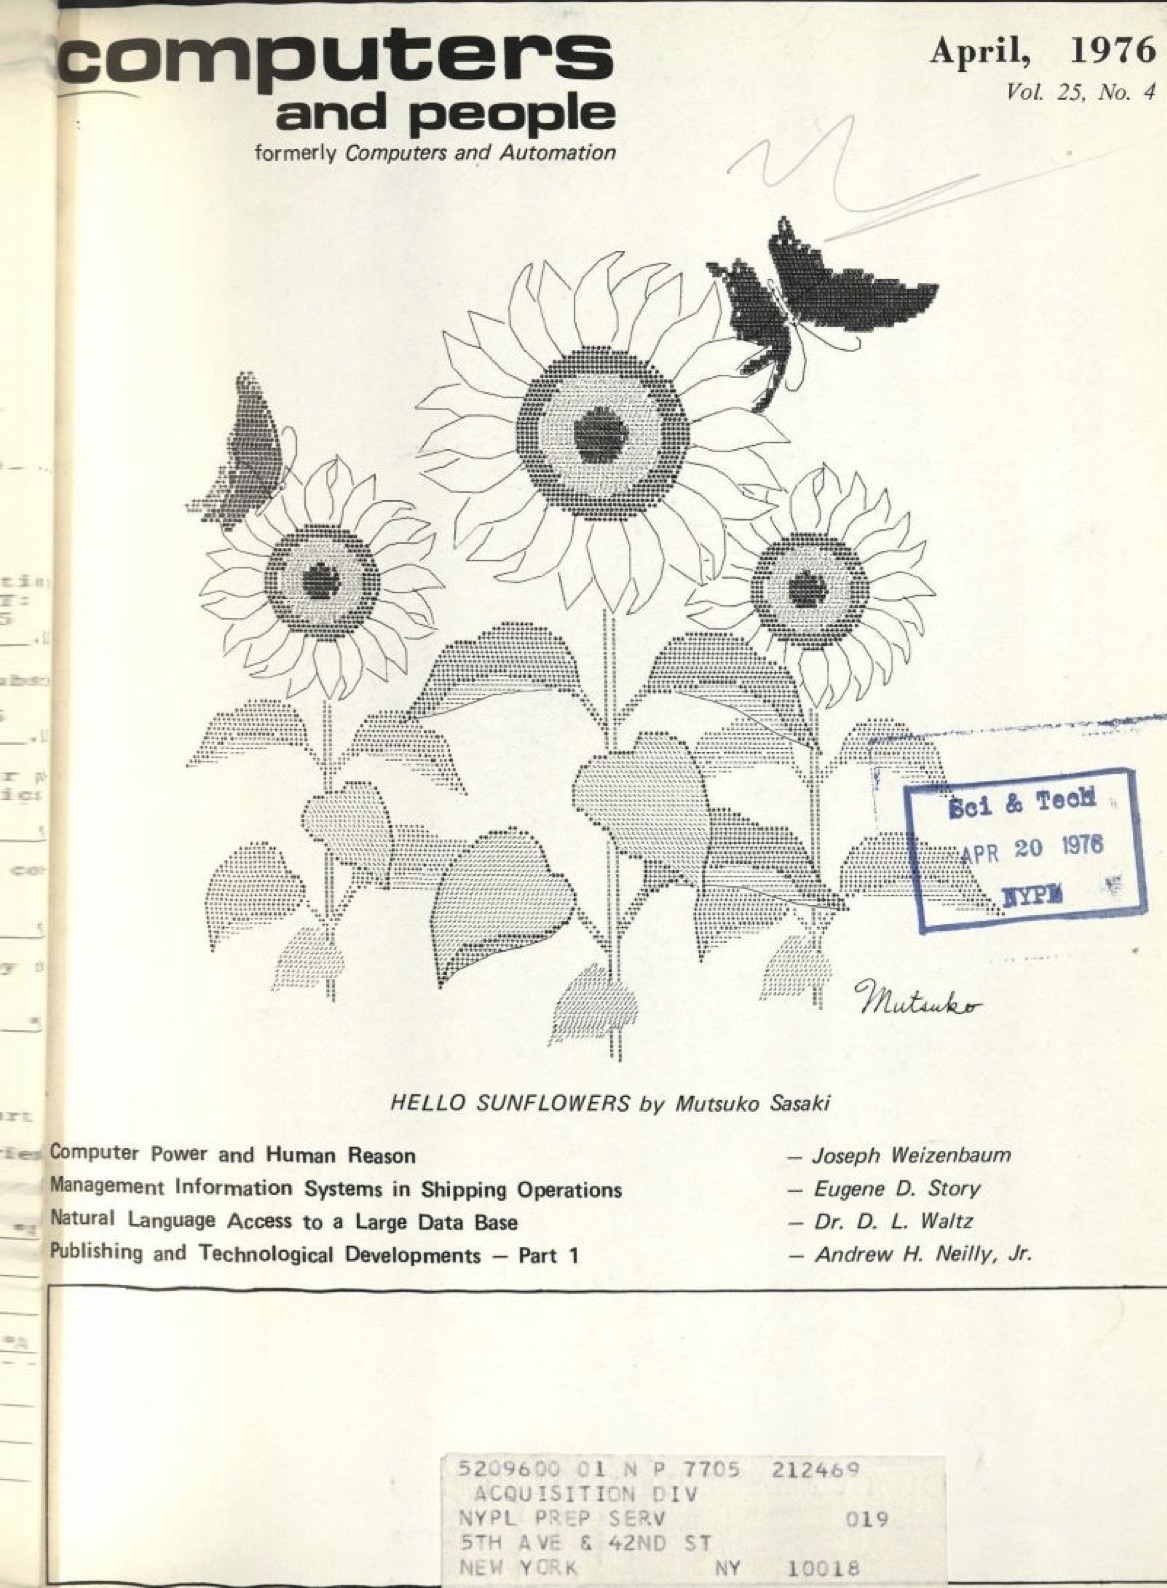 computers
and people
formerly Computers and Automation
April, 1976
Vol. 25, No. 4
Sci & Tech
APR 20 1976
NYPL
Mutsuko
HELLO SUNFLOWERS by Mutsuko Sasaki
Computer Power and Human Reason — Joseph Weizenbaum
Management Information Systems in Shipping Operations — Eugene D. Story
Natural Language Access to a Large Data Base — Dr. D. L. Waltz
Publishing and Technological Developments — Part 1 — Andrew H. Neilly, Jr.
5209600 01 N P 7705 212469
ACQUISITION DIV
NYPL PREP SERV 019
5TH AVE & 42ND ST
NEW YORK NY 10018